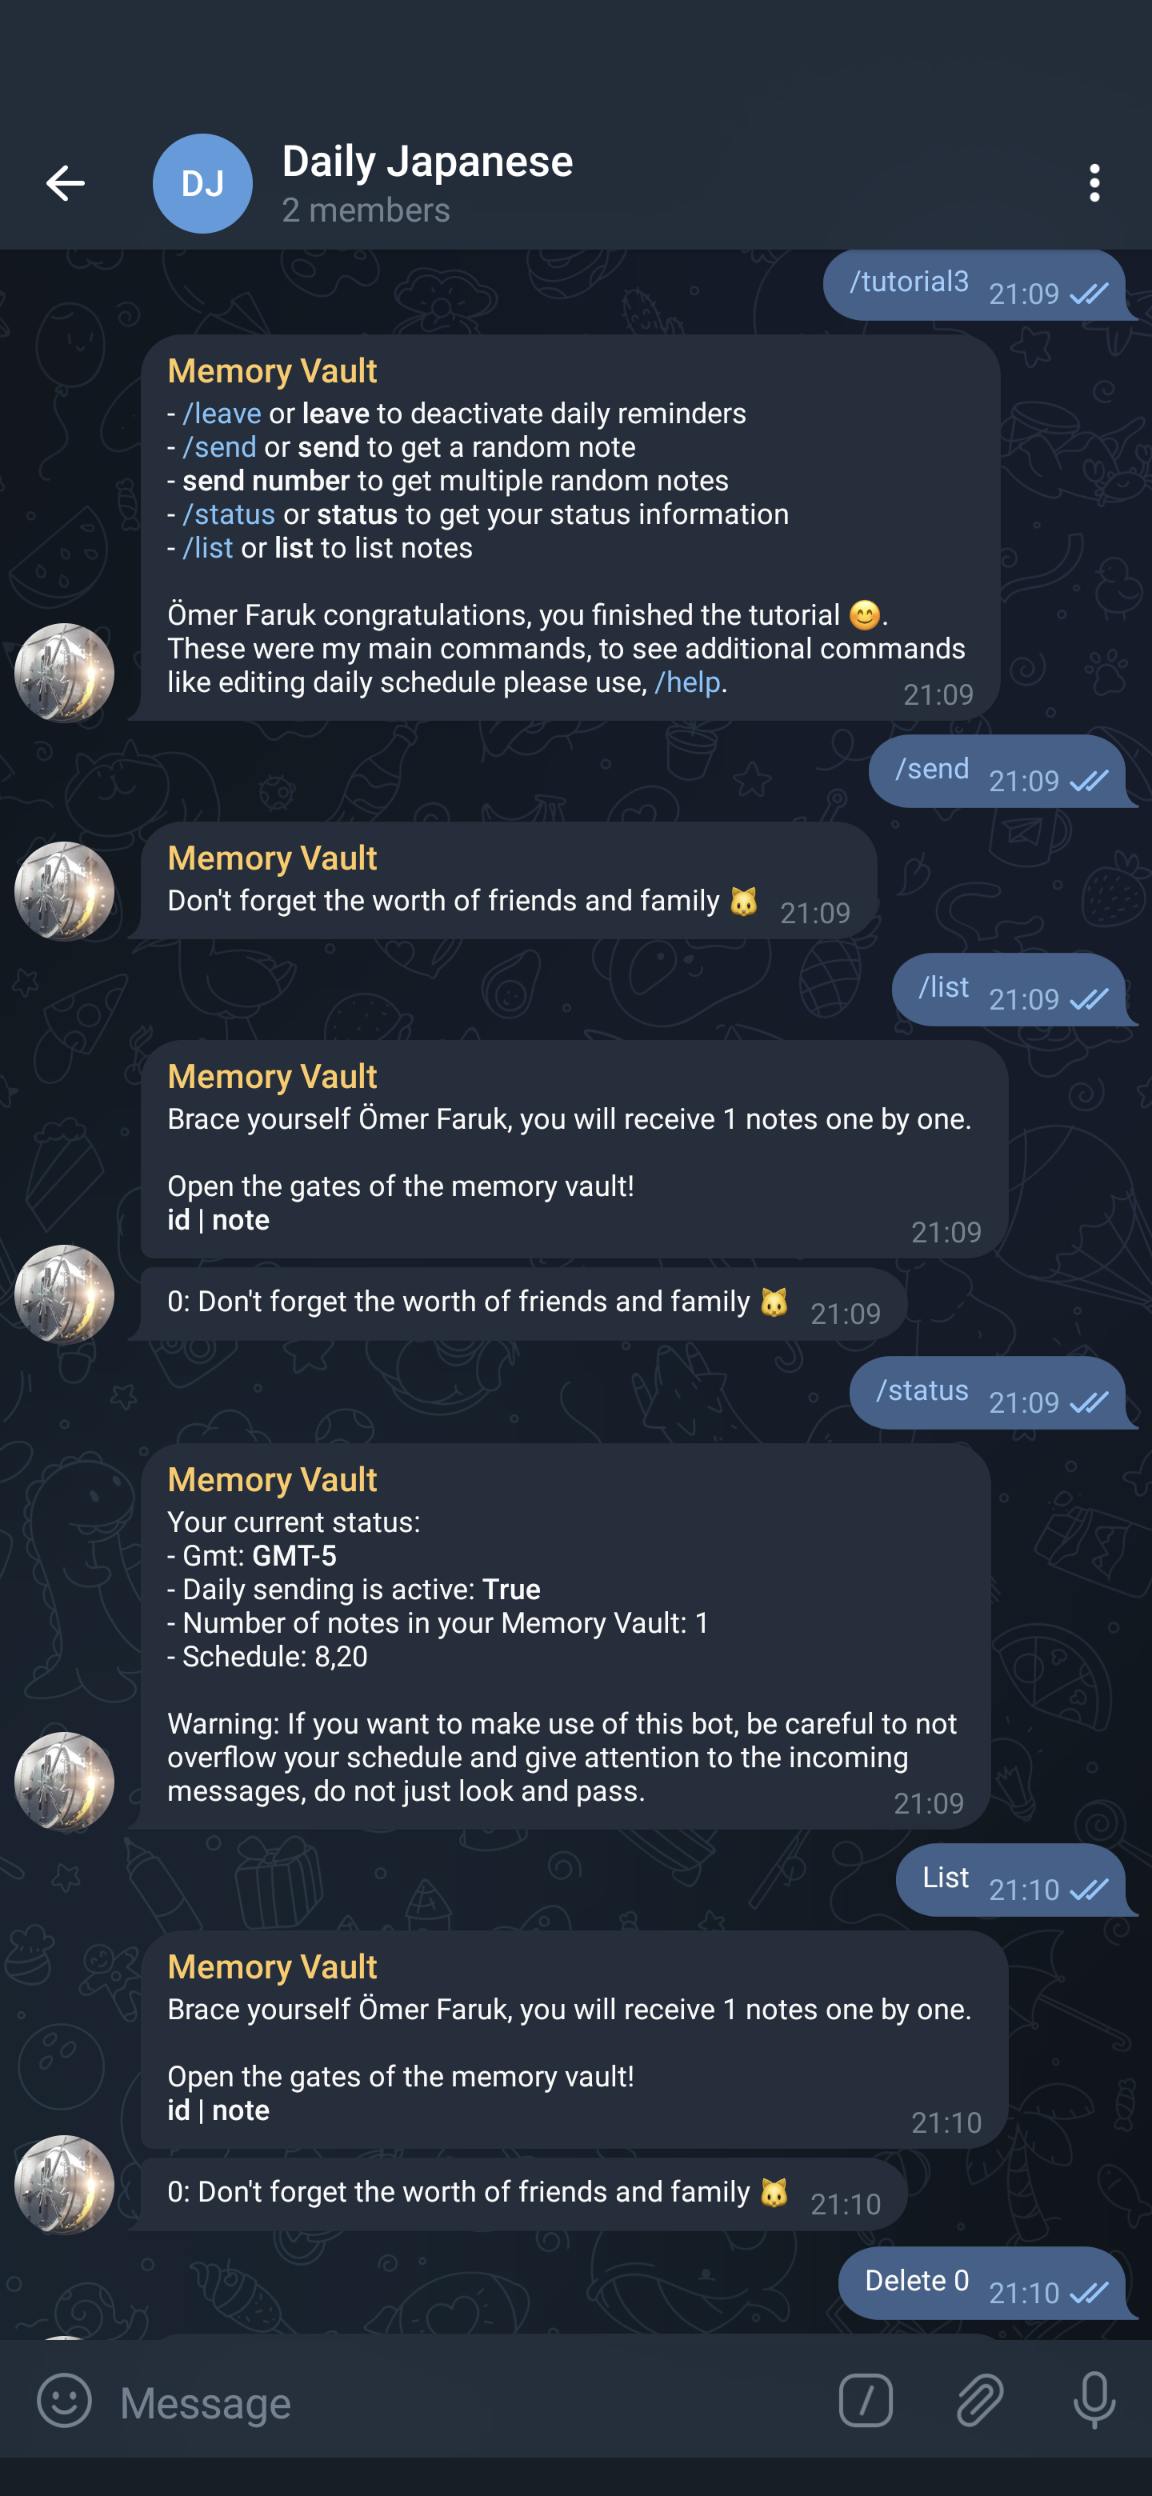 DJ
Daily Japanese
2 members
/tutorial3 21:09
Memory Vault
- /leave or leave to deactivate daily reminders
- /send or send to get a random note
- send number to get multiple random notes
- /status or status to get your status information
- /list or list to list notes
Ömer Faruk congratulations, you finished the tutorial 😊.
These were my main commands, to see additional commands
like editing daily schedule please use, /help. 21:09
/send 21:09
Memory Vault
Don't forget the worth of friends and family 🐱 21:09
/list 21:09
Memory Vault
Brace yourself Ömer Faruk, you will receive 1 notes one by one.
Open the gates of the memory vault!
id | note 21:09
0: Don't forget the worth of friends and family 🐱 21:09
/status 21:09
Memory Vault
Your current status:
- Gmt: GMT-5
- Daily sending is active: True
- Number of notes in your Memory Vault: 1
- Schedule: 8,20
Warning: If you want to make use of this bot, be careful to not
overflow your schedule and give attention to the incoming
messages, do not just look and pass. 21:09
List 21:10
Memory Vault
Brace yourself Ömer Faruk, you will receive 1 notes one by one.
Open the gates of the memory vault!
id | note 21:10
0: Don't forget the worth of friends and family 🐱 21:10
Delete 0 21:10
Message